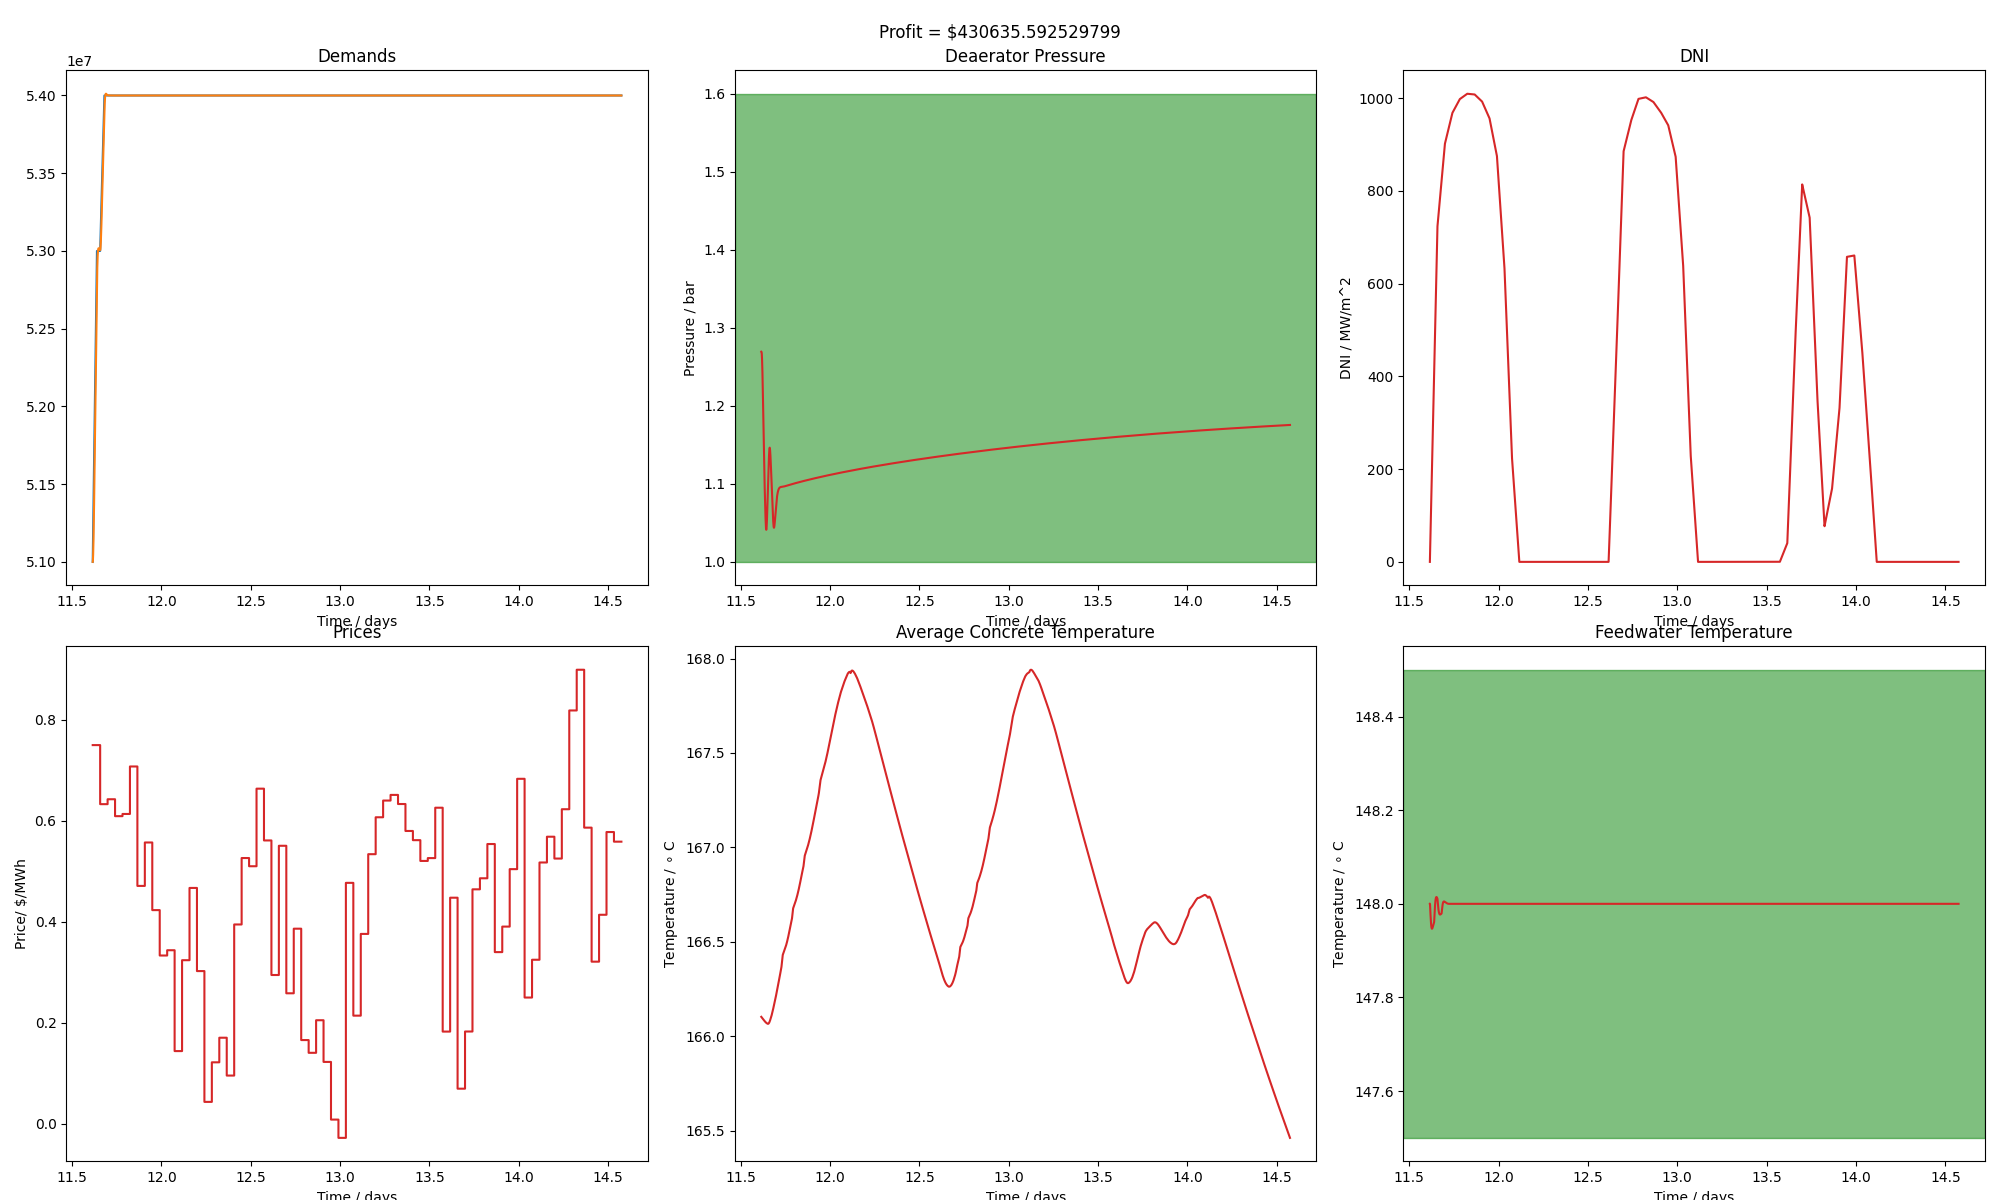 Profit = $430635.592529799
Demands
1e7
5.40
5.35
5.30
5.25
5.20
5.15
5.10
11.5 12.0 12.5 13.0 13.5 14.0 14.5
Time / days
Deaerator Pressure
Pressure / bar
1.6
1.5
1.4
1.3
1.2
1.1
1.0
11.5 12.0 12.5 13.0 13.5 14.0 14.5
Time / days
DNI
DNI / MW/m^2
1000
800
600
400
200
0
11.5 12.0 12.5 13.0 13.5 14.0 14.5
Time / days
Prices
Price/ $/MWh
0.8
0.6
0.4
0.2
0.0
11.5 12.0 12.5 13.0 13.5 14.0 14.5
Time / days
Average Concrete Temperature
Temperature / ∘ C
168.0
167.5
167.0
166.5
166.0
165.5
11.5 12.0 12.5 13.0 13.5 14.0 14.5
Time / days
Feedwater Temperature
Temperature / ∘ C
148.4
148.2
148.0
147.8
147.6
11.5 12.0 12.5 13.0 13.5 14.0 14.5
Time / days